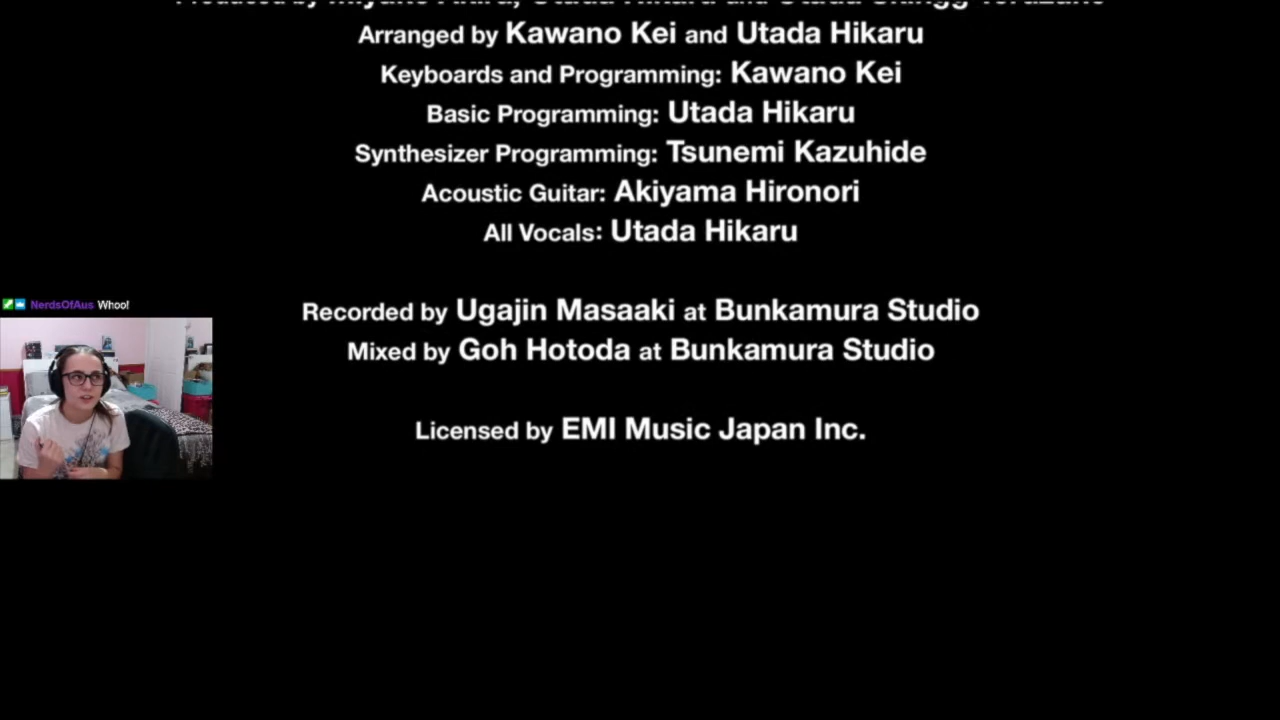 Arranged by Kawano Kei and Utada Hikaru
Keyboards and Programming: Kawano Kei
Basic Programming: Utada Hikaru
Synthesizer Programming: Tsunemi Kazuhide
Acoustic Guitar: Akiyama Hironori
All Vocals: Utada Hikaru
NerdsOfAus Whoo!
Recorded by Ugajin Masaaki at Bunkamura Studio
Mixed by Goh Hotoda at Bunkamura Studio
Licensed by EMI Music Japan Inc.